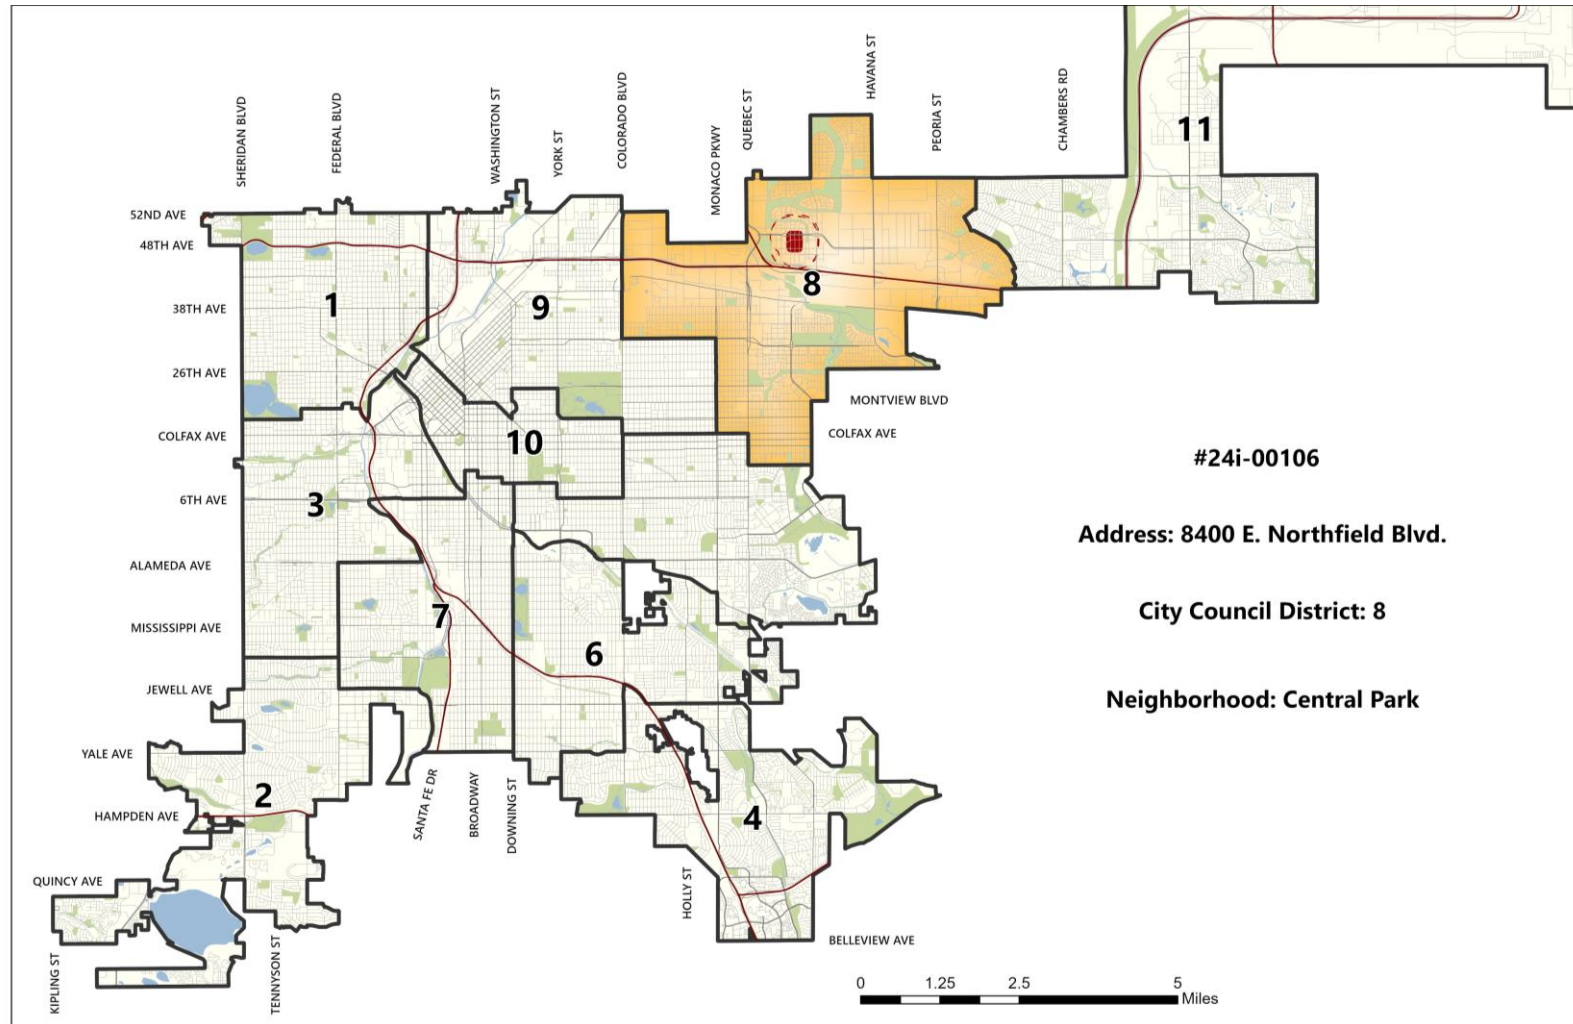 SHERIDAN BLVD
FEDERAL BLVD
WASHINGTON ST
YORK ST
COLORADO BLVD
MONACO PKWY
QUEBEC ST
HAVANA ST
PEORIA ST
CHAMBERS RD
11
52ND AVE
48TH AVE
8
1
9
38TH AVE
26TH AVE
MONTVIEW BLVD
COLFAX AVE
10
COLFAX AVE
#24i-00106
6TH AVE
3
Address: 8400 E. Northfield Blvd.
ALAMEDA AVE
7
City Council District: 8
MISSISSIPPI AVE
6
JEWELL AVE
Neighborhood: Central Park
YALE AVE
2
HAMPDEN AVE
SANTA FE DR
BROADWAY
DOWNING ST
4
QUINCY AVE
HOLLY ST
BELLEVIEW AVE
KIPLING ST
TENNYSON ST
0 1.25 2.5 5
Miles